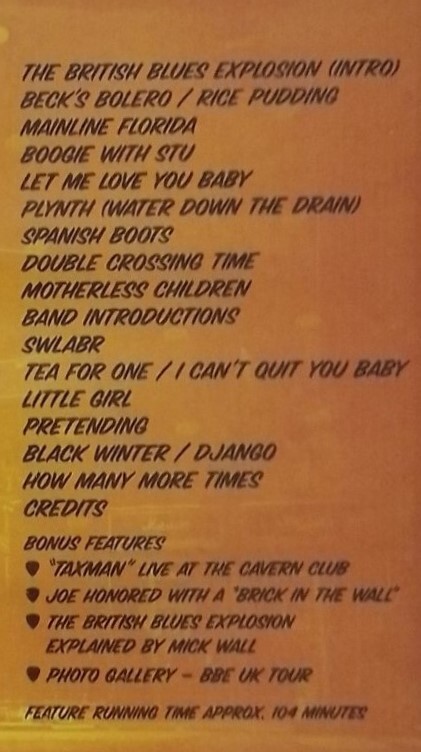 THE BRITISH BLUES EXPLOSION (INTRO)
BECK'S BOLERO / RICE PUDDING
MAINLINE FLORIDA
BOOGIE WITH STU
LET ME LOVE YOU BABY
PLYNTH (WATER DOWN THE DRAIN)
SPANISH BOOTS
DOUBLE CROSSING TIME
MOTHERLESS CHILDREN
BAND INTRODUCTIONS
SWLABR
TEA FOR ONE / I CAN'T QUIT YOU BABY
LITTLE GIRL
PRETENDING
BLACK WINTER / DJANGO
HOW MANY MORE TIMES
CREDITS
BONUS FEATURES
"TAXMAN" LIVE AT THE CAVERN CLUB
JOE HONORED WITH A "BRICK IN THE WALL"
THE BRITISH BLUES EXPLOSION
EXPLAINED BY MICK WALL
PHOTO GALLERY – BBE UK TOUR
FEATURE RUNNING TIME APPROX. 104 MINUTES